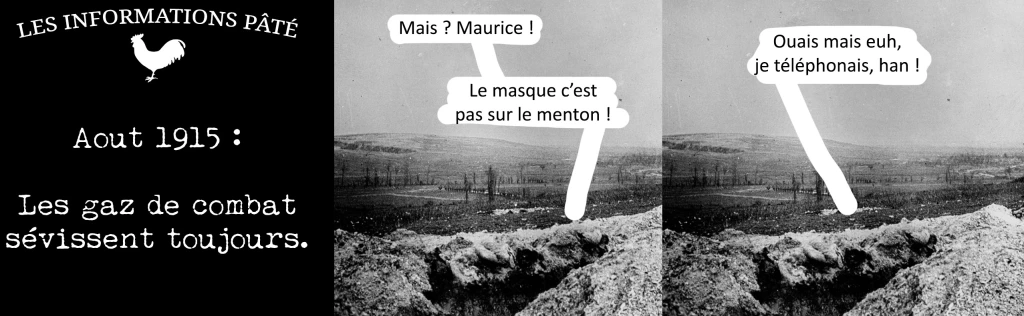 LES INFORMATIONS PÂTÉ
Aout 1915 :
Les gaz de combat
sévissent toujours.
Mais ? Maurice !
Le masque c’est
pas sur le menton !
Ouais mais euh,
je téléphonais, han !